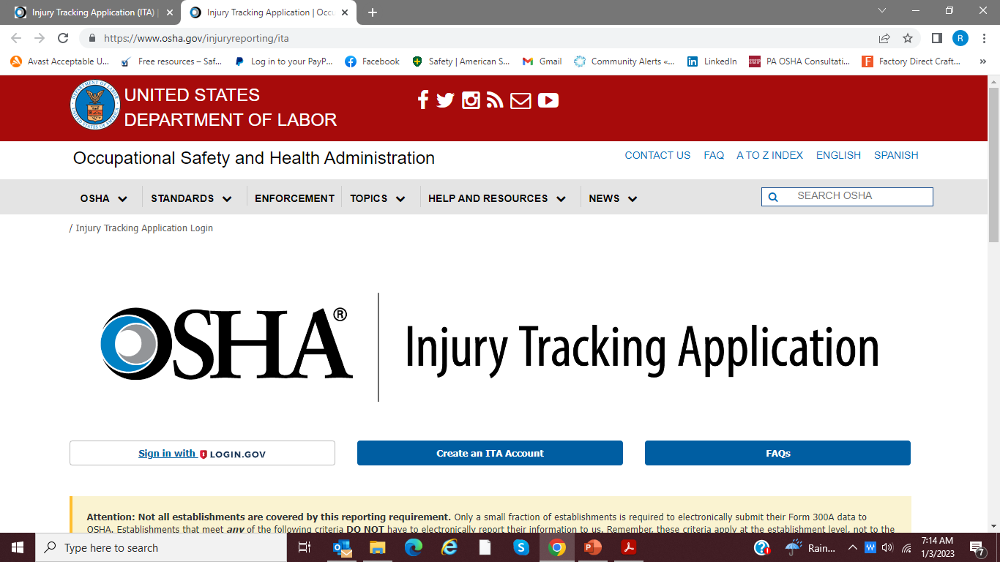 Injury Tracking Application (ITA) |
Injury Tracking Application | Occu
https://www.osha.gov/injuryreporting/ita
R
Avast Acceptable U...
Free resources – Saf...
Log in to your PayP...
Facebook
Safety | American S...
Gmail
Community Alerts «...
LinkedIn
PA OSHA Consultati...
Factory Direct Craft...
»
UNITED STATES
DEPARTMENT OF LABOR
Occupational Safety and Health Administration
CONTACT US FAQ A TO Z INDEX ENGLISH SPANISH
OSHA STANDARDS ENFORCEMENT TOPICS HELP AND RESOURCES NEWS
SEARCH OSHA
/ Injury Tracking Application Login
OSHA®
Injury Tracking Application
Sign in with LOGIN.GOV
Create an ITA Account
FAQs
Attention: Not all establishments are covered by this reporting requirement. Only a small fraction of establishments is required to electronically submit their Form 300A data to
OSHA. Establishments that meet any of the following criteria DO NOT have to electronically report their information to us. Remember, these criteria apply at the establishment level, not to the
Type here to search
Rain...
7:14 AM
1/3/2023
7